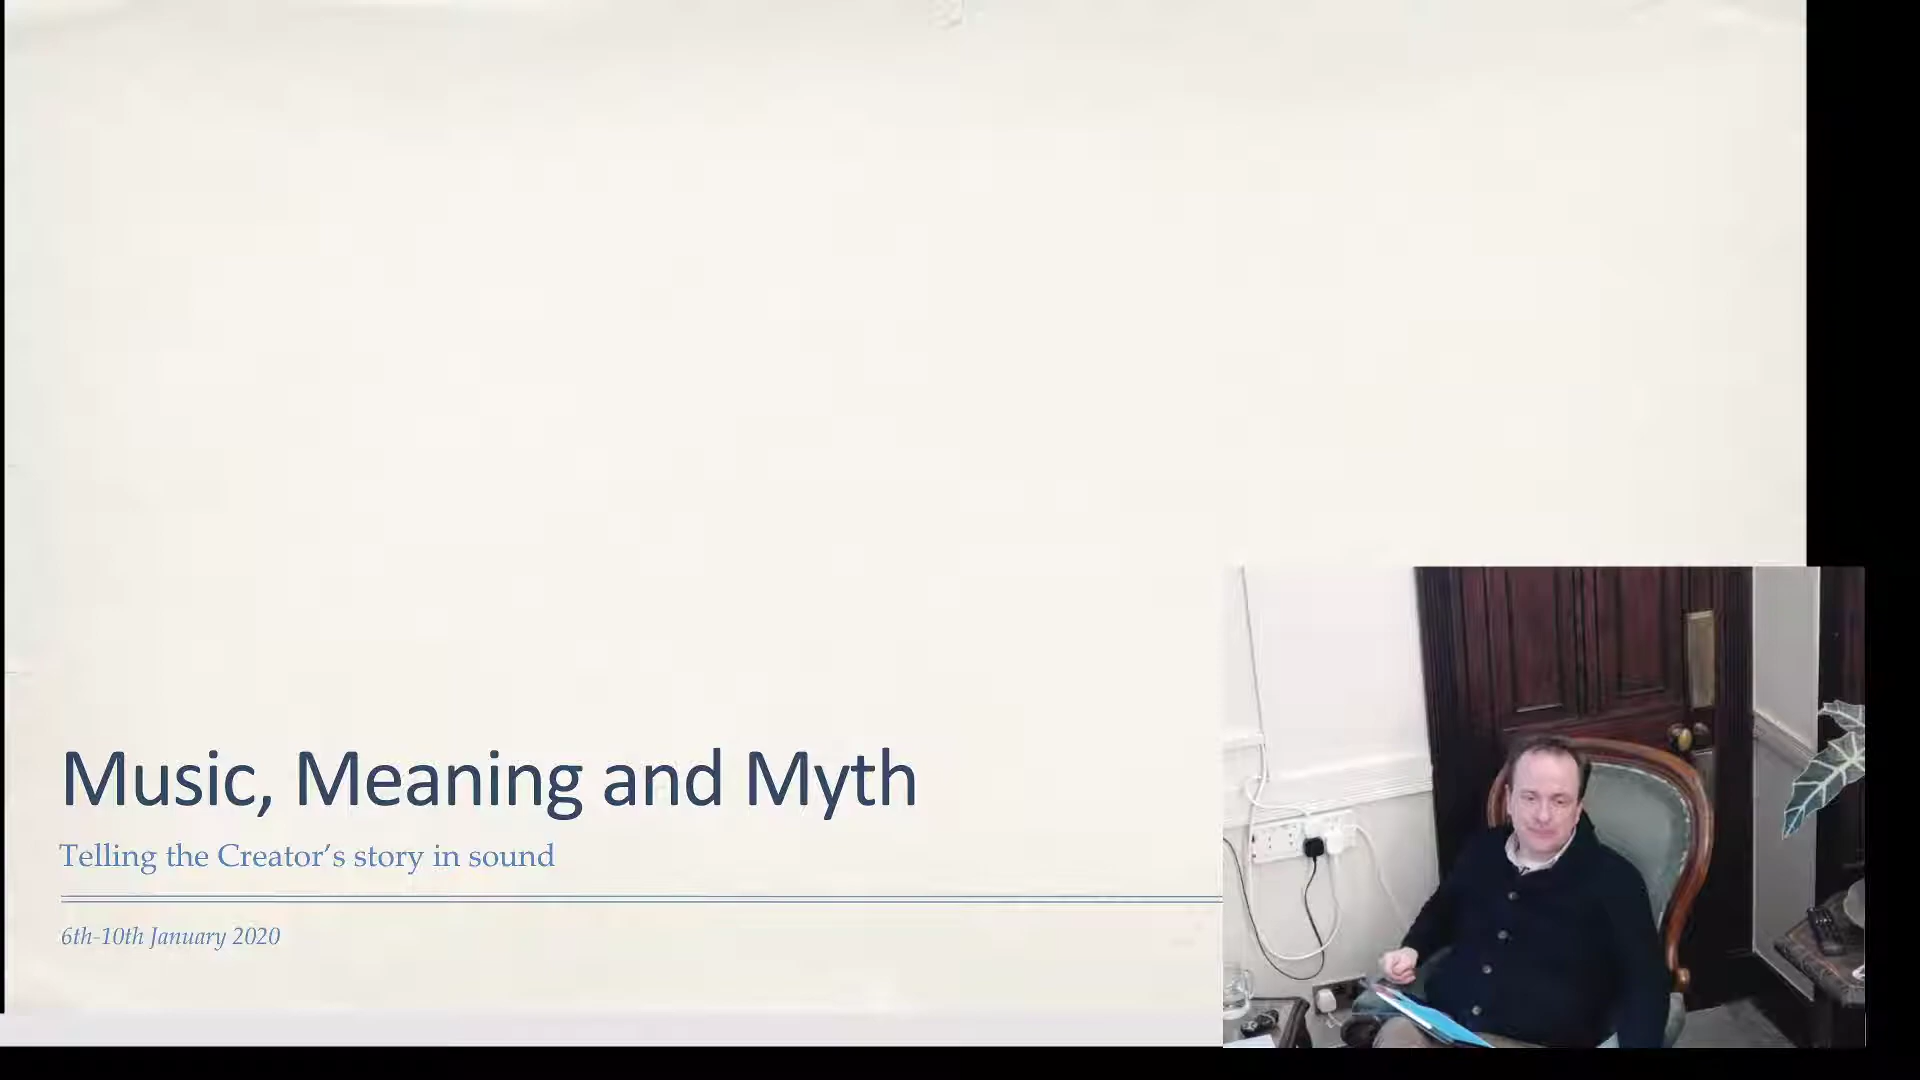 Music, Meaning and Myth
Telling the Creator’s story in sound
6th-10th January 2020